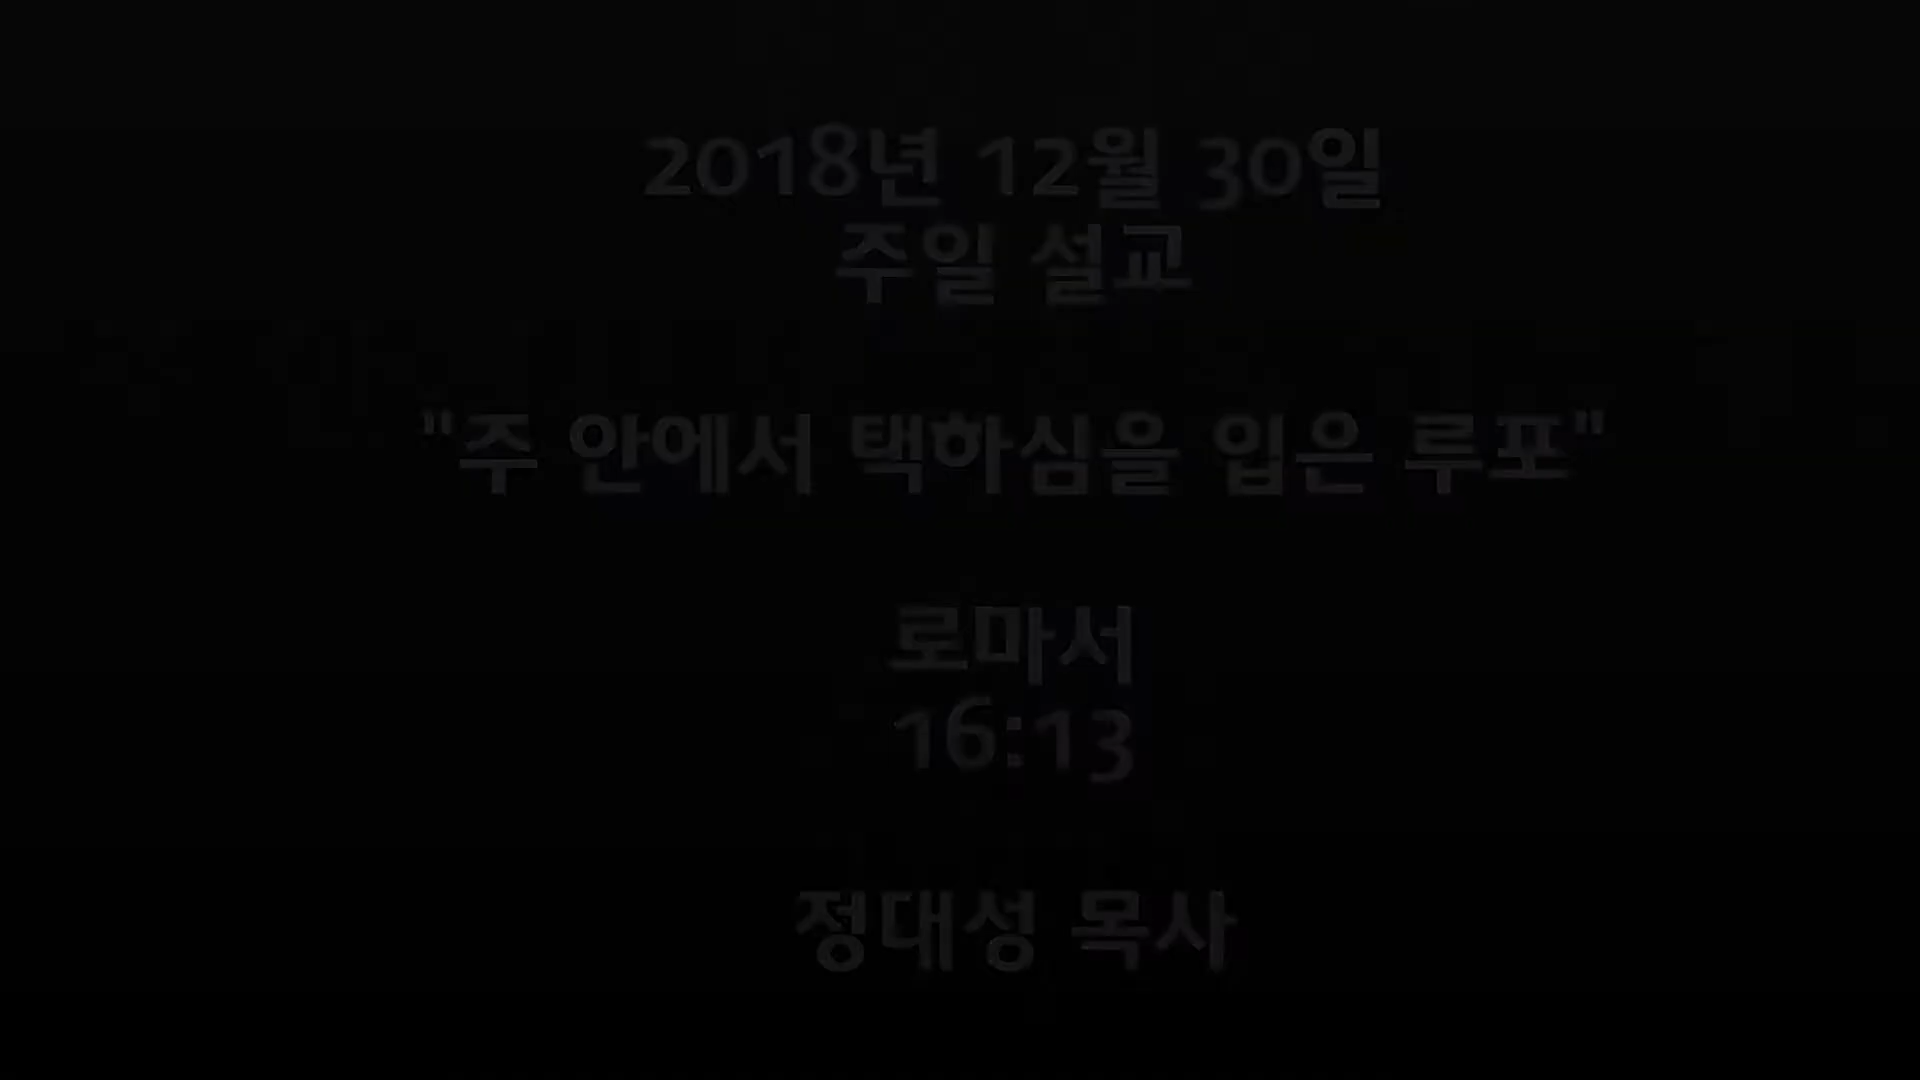 2018년 12월 30일
주일 설교
"주 안에서 택하심을 입은 루포"
로마서
16:13
정대성 목사